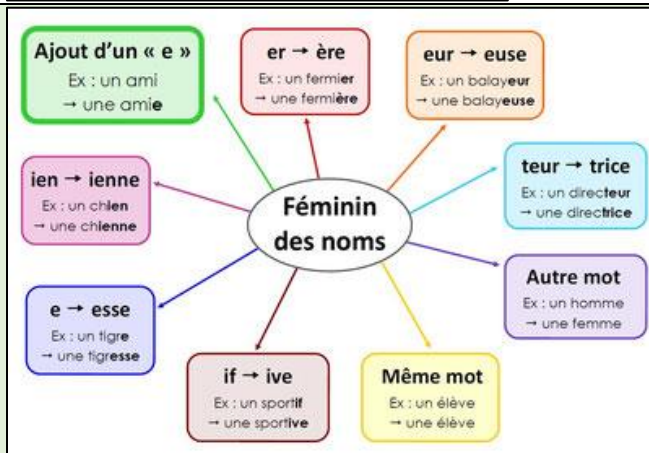 Ajout d'un « e »
Ex : un ami
→ une amie
er → ère
Ex : un fermier
→ une fermière
eur → euse
Ex : un balayeur
→ une balayeuse
ien → ienne
Ex : un chien
→ une chienne
Féminin
des noms
teur → trice
Ex : un directeur
→ une directrice
e → esse
Ex : un tigre
→ une tigresse
Autre mot
Ex : un homme
→ une femme
if → ive
Ex : un sportif
→ une sportive
Même mot
Ex : un élève
→ une élève